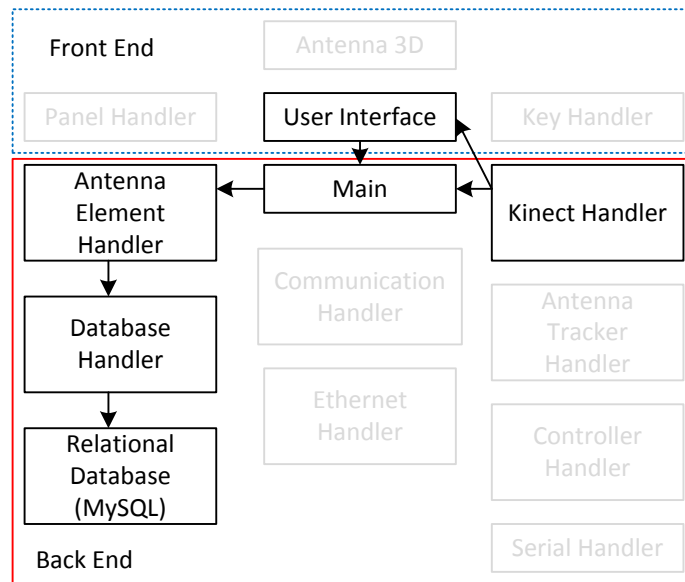 Front End
Antenna 3D
Panel Handler
User Interface
Key Handler
Antenna
Element
Handler
Main
Kinect Handler
Communication
Handler
Antenna
Tracker
Handler
Database
Handler
Ethernet
Handler
Controller
Handler
Relational
Database
(MySQL)
Serial Handler
Back End